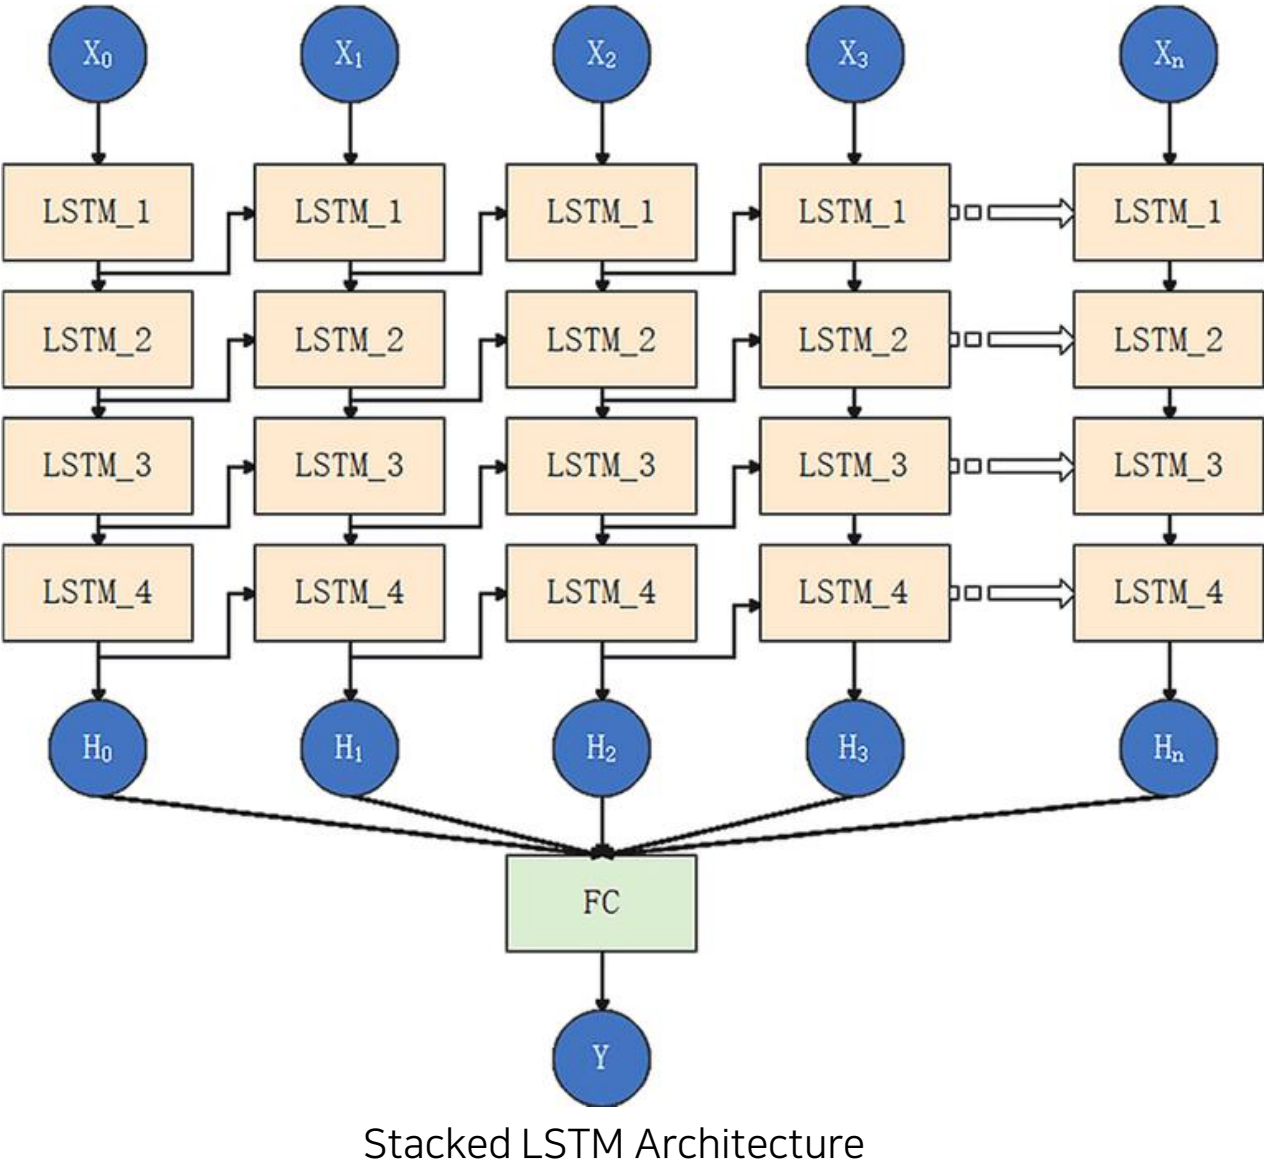 X₀ X₁ X₂ X₃ Xₙ
LSTM_1 LSTM_1 LSTM_1 LSTM_1 LSTM_1
LSTM_2 LSTM_2 LSTM_2 LSTM_2 LSTM_2
LSTM_3 LSTM_3 LSTM_3 LSTM_3 LSTM_3
LSTM_4 LSTM_4 LSTM_4 LSTM_4 LSTM_4
H₀ H₁ H₂ H₃ Hₙ
FC
Y
Stacked LSTM Architecture